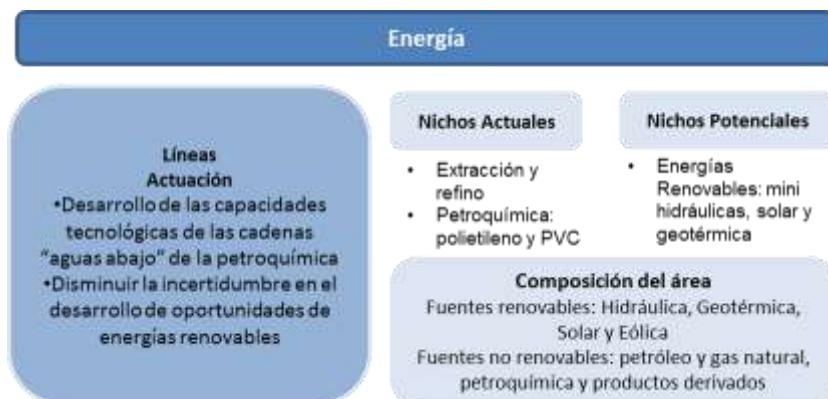 Energía
Líneas
Actuación
•Desarrollo de las capacidades
tecnológicas de las cadenas
"aguas abajo" de la petroquímica
•Disminuir la incertidumbre en el
desarrollo de oportunidades de
energías renovables
Nichos Actuales
• Extracción y
refino
• Petroquímica:
polietileno y PVC
Nichos Potenciales
• Energías
Renovables: mini
hidráulicas, solar y
geotérmica
Composición del área
Fuentes renovables: Hidráulica, Geotérmica,
Solar y Eólica
Fuentes no renovables: petróleo y gas natural,
petroquímica y productos derivados